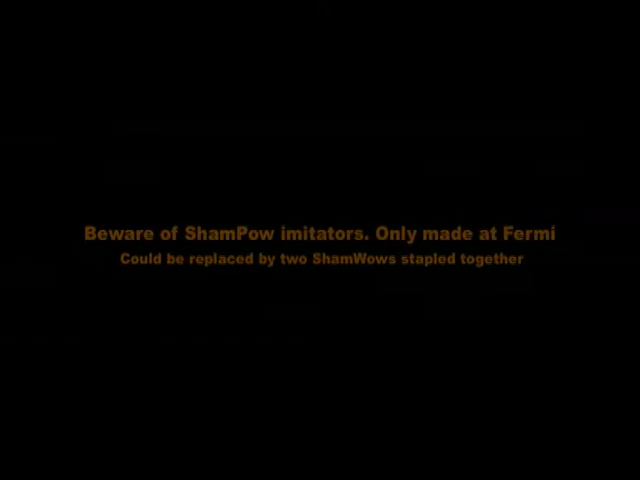 Beware of ShamPow imitators. Only made at Fermi
Could be replaced by two ShamWows stapled together